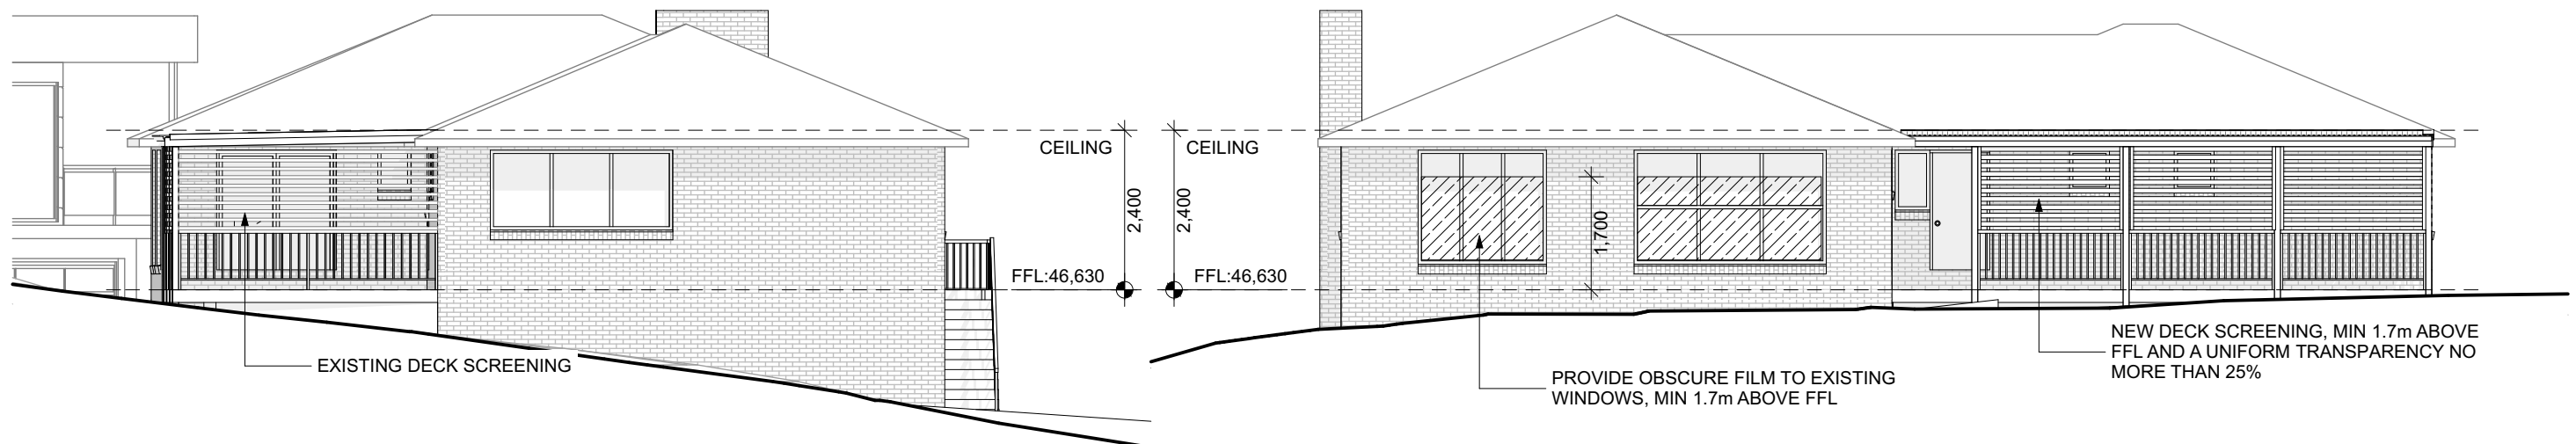 CEILING
2,400
FFL:46,630
EXISTING DECK SCREENING
CEILING
2,400
FFL:46,630
1,700
PROVIDE OBSCURE FILM TO EXISTING
WINDOWS, MIN 1.7m ABOVE FFL
NEW DECK SCREENING, MIN 1.7m ABOVE
FFL AND A UNIFORM TRANSPARENCY NO
MORE THAN 25%